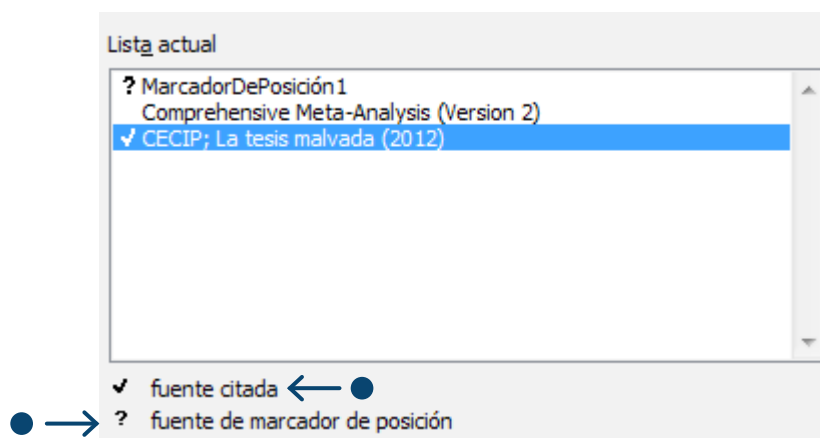 Lista actual
? MarcadorDePosición1
Comprehensive Meta-Analysis (Version 2)
✓ CECIP; La tesis malvada (2012)
✓ fuente citada
? fuente de marcador de posición